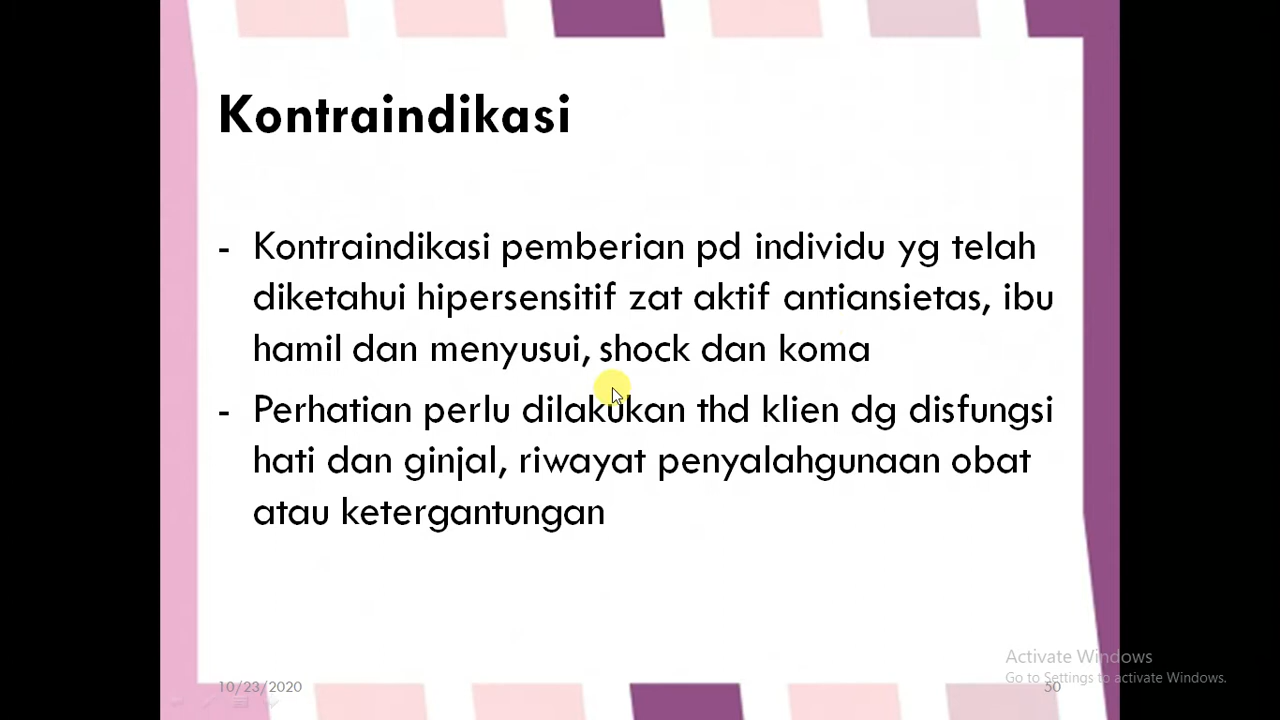 Kontraindikasi
- Kontraindikasi pemberian pd individu yg telah
diketahui hipersensitif zat aktif antiansietas, ibu
hamil dan menyusui, shock dan koma
- Perhatian perlu dilakukan thd klien dg disfungsi
hati dan ginjal, riwayat penyalahgunaan obat
atau ketergantungan
Activate Windows
Go to Settings to activate Windows.
10/23/2020
50